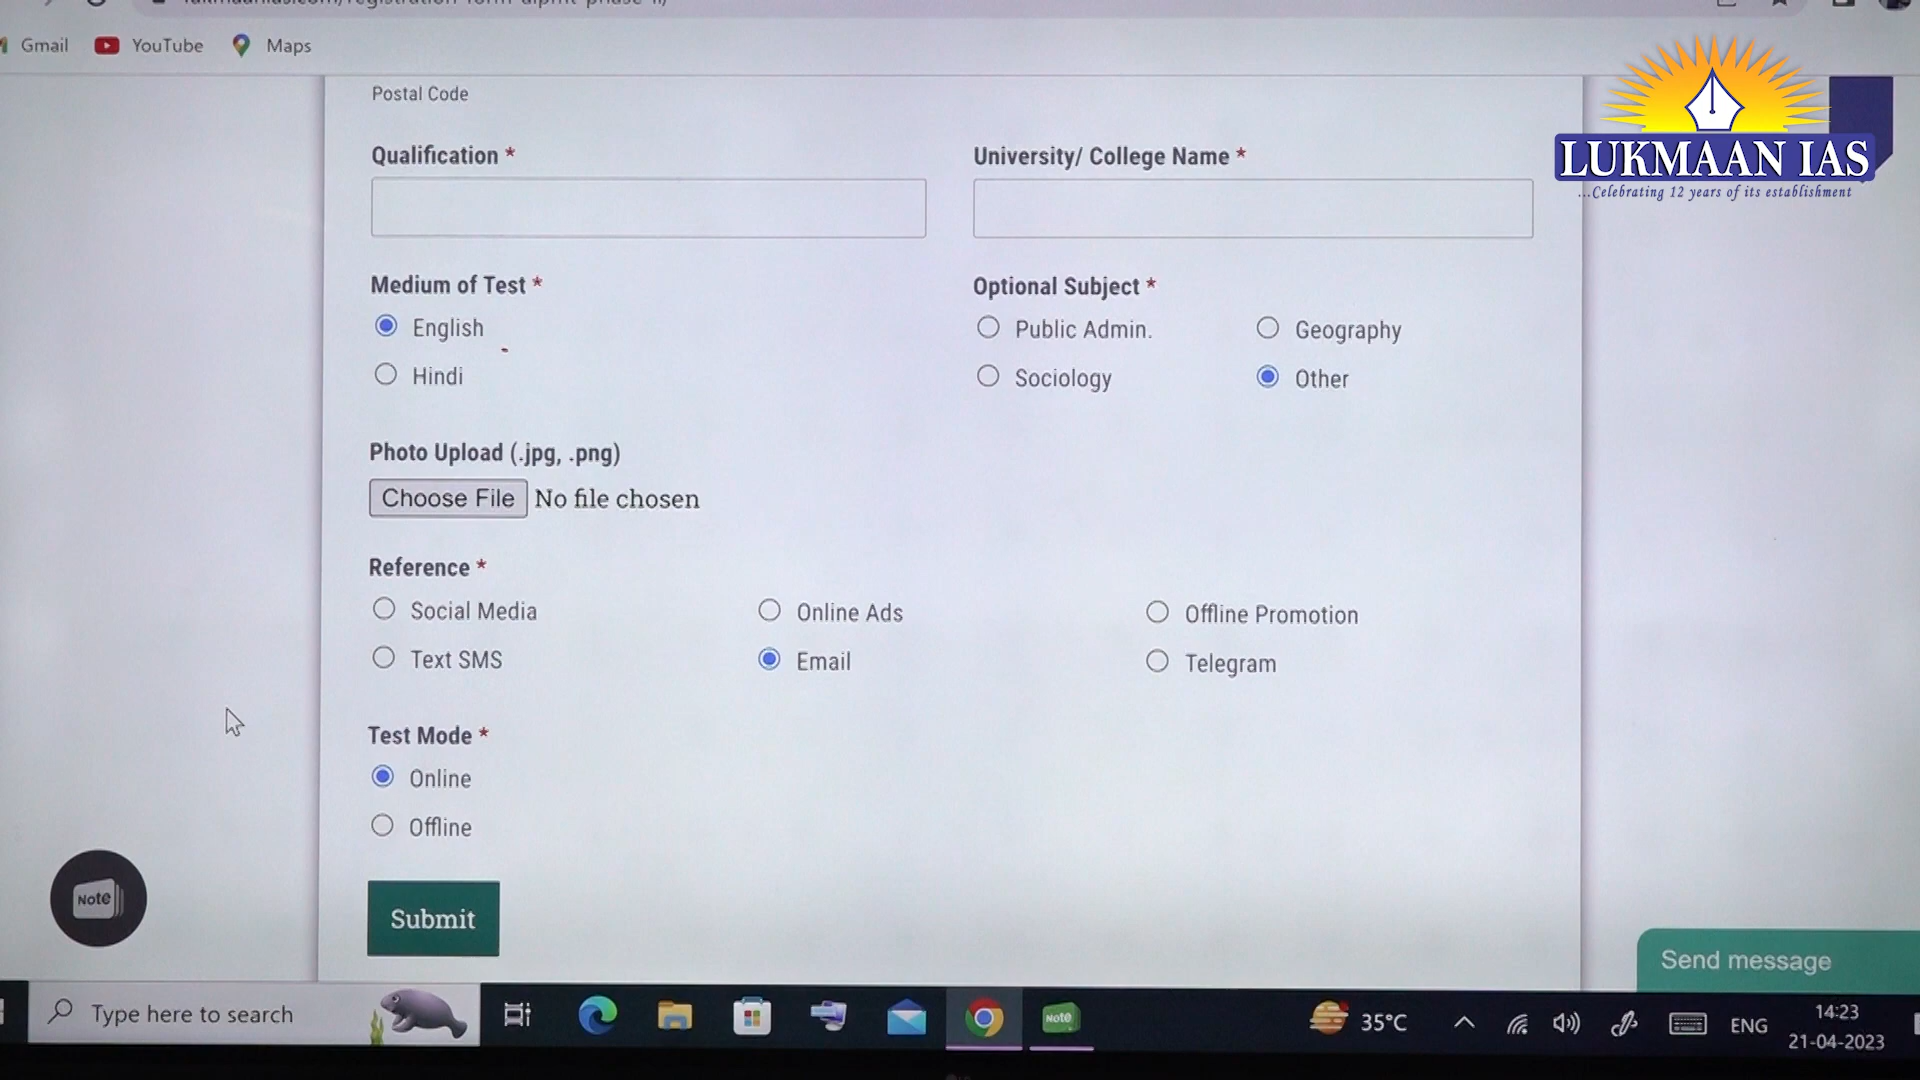 Gmail YouTube Maps
Postal Code
Qualification * University/ College Name *
LUKMAAN IAS
...Celebrating 12 years of its establishment
Medium of Test * Optional Subject *
English Public Admin. Geography
Hindi Sociology Other
Photo Upload (.jpg, .png)
Choose File No file chosen
Reference *
Social Media Online Ads Offline Promotion
Text SMS Email Telegram
Test Mode *
Online
Offline
Note
Submit
Send message
Type here to search Note 35°C ENG 14:23
21-04-2023